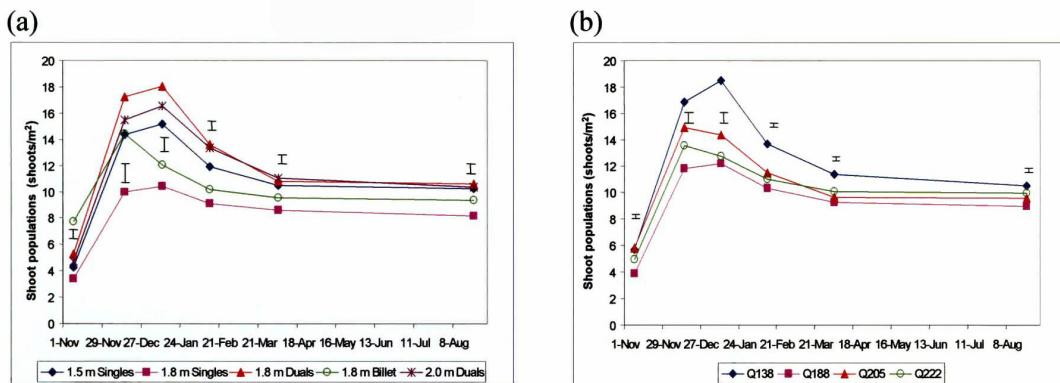 (a)
(b)
Shoot populations (shoots/m²)
20
18
16
14
12
10
8
6
4
2
0
1-Nov 29-Nov 27-Dec 24-Jan 21-Feb 21-Mar 18-Apr 16-May 13-Jun 11-Jul 8-Aug
1.5 m Singles 1.8 m Singles 1.8 m Duals 1.8 m Billet 2.0 m Duals
Shoot populations (shoots/m²)
20
18
16
14
12
10
8
6
4
2
0
1-Nov 29-Nov 27-Dec 24-Jan 21-Feb 21-Mar 18-Apr 16-May 13-Jun 11-Jul 8-Aug
Q138 Q188 Q205 Q222